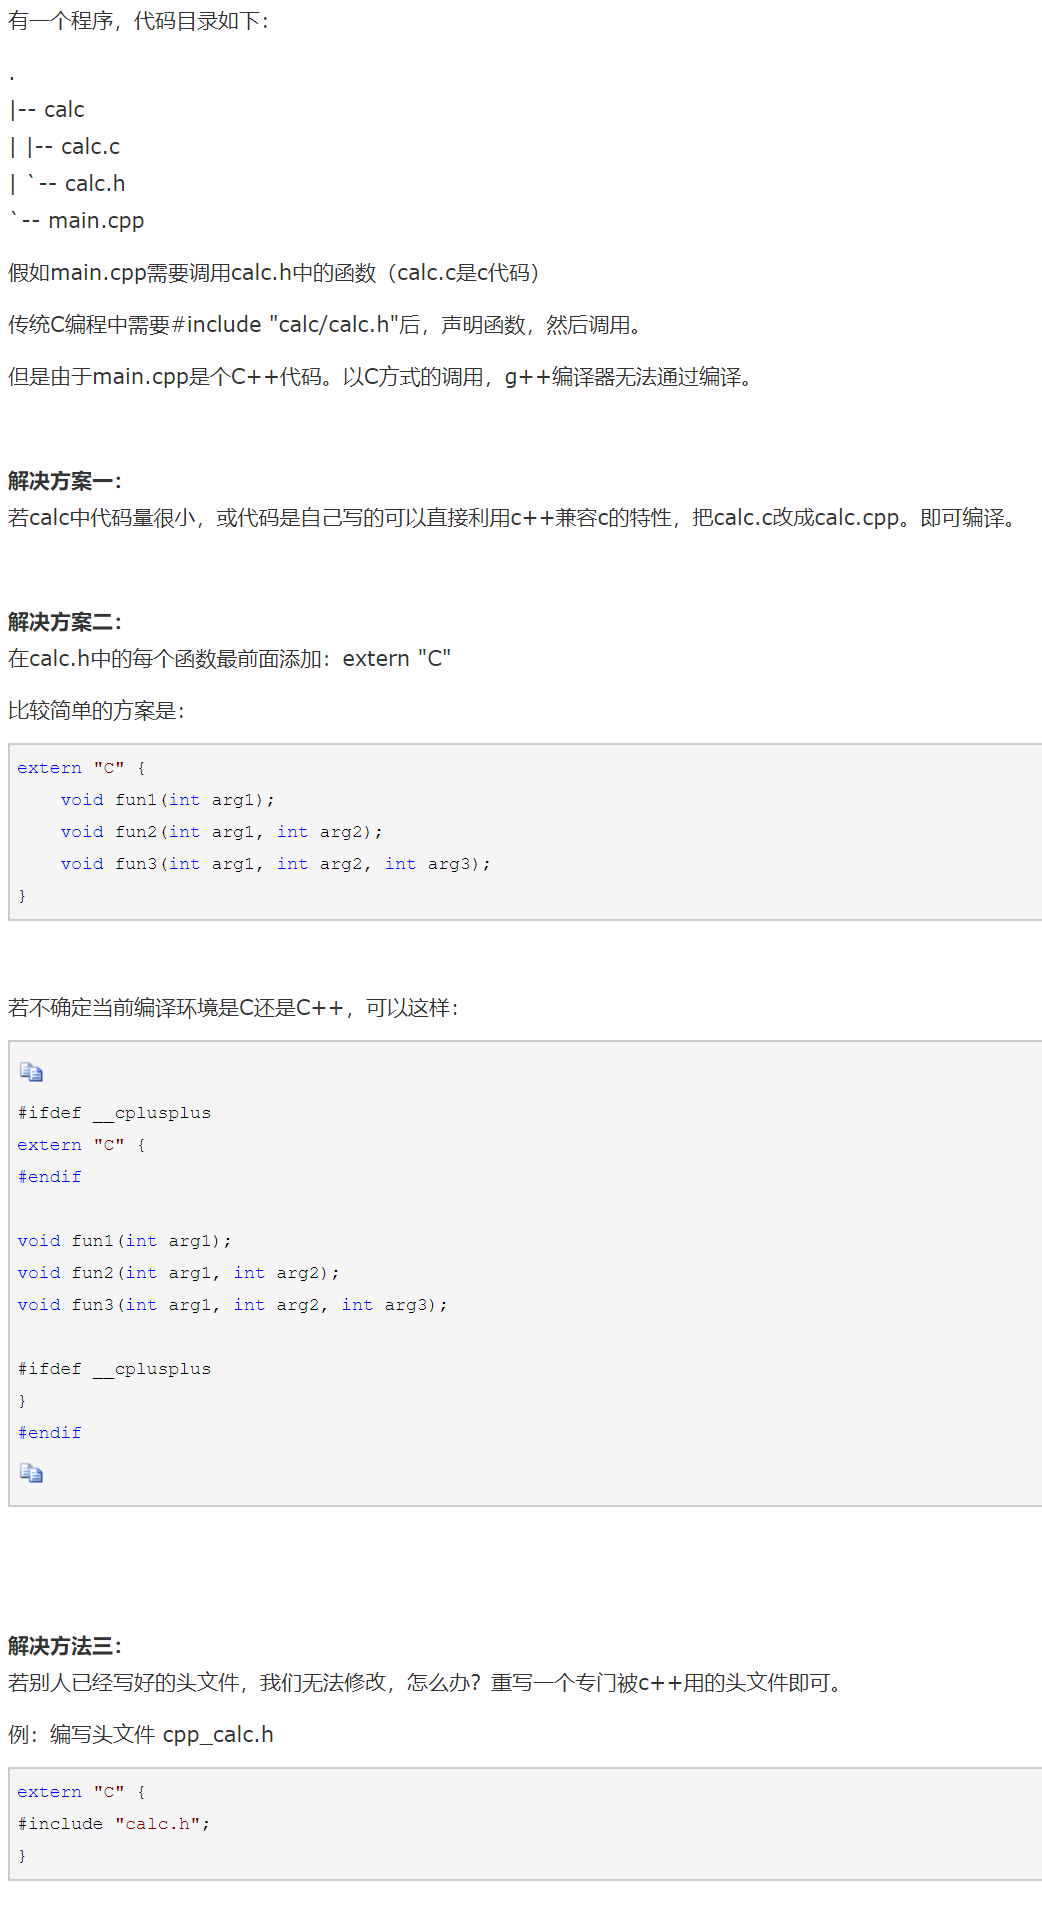 有一个程序，代码目录如下：
.
|-- calc
| |-- calc.c
| `-- calc.h
`-- main.cpp
假如main.cpp需要调用calc.h中的函数（calc.c是c代码）
传统C编程中需要#include "calc/calc.h"后，声明函数，然后调用。
但是由于main.cpp是个C++代码。以C方式的调用，g++编译器无法通过编译。
解决方案一：
若calc中代码量很小，或代码是自己写的可以直接利用c++兼容c的特性，把calc.c改成calc.cpp。即可编译。
解决方案二：
在calc.h中的每个函数最前面添加：extern "C"
比较简单的方案是：
extern "C" {
    void fun1(int arg1);
    void fun2(int arg1, int arg2);
    void fun3(int arg1, int arg2, int arg3);
}
若不确定当前编译环境是C还是C++，可以这样：
#ifdef __cplusplus
extern "C" {
#endif
void fun1(int arg1);
void fun2(int arg1, int arg2);
void fun3(int arg1, int arg2, int arg3);
#ifdef __cplusplus
}
#endif
解决方法三：
若别人已经写好的头文件，我们无法修改，怎么办？重写一个专门被c++用的头文件即可。
例：编写头文件 cpp_calc.h
extern "C" {
#include "calc.h";
}